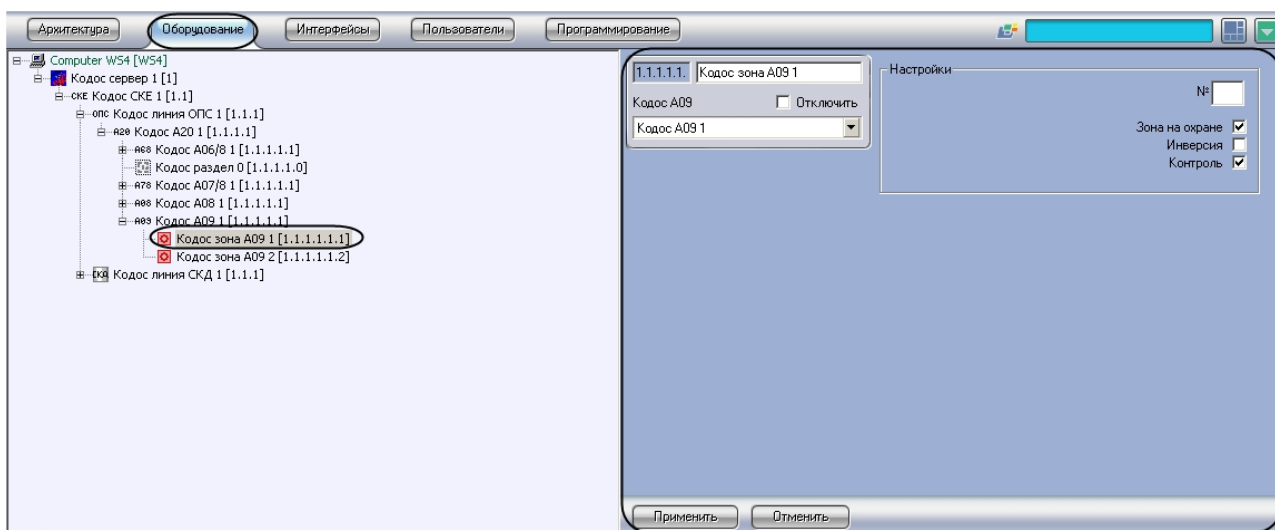 Архитектура Оборудование Интерфейсы Пользователи Программирование
Computer WS4 [WS4]
Кодос сервер 1 [1]
СКЕ Кодос СКЕ 1 [1.1]
ОПС Кодос линия ОПС 1 [1.1.1]
A20 Кодос А20 1 [1.1.1.1]
A68 Кодос А06/8 1 [1.1.1.1.1]
Кодос раздел 0 [1.1.1.1.0]
A78 Кодос А07/8 1 [1.1.1.1.1]
A08 Кодос А08 1 [1.1.1.1.1]
A09 Кодос А09 1 [1.1.1.1.1]
Кодос зона А09 1 [1.1.1.1.1.1]
Кодос зона А09 2 [1.1.1.1.1.2]
СКД Кодос линия СКД 1 [1.1.1]
1.1.1.1.1. Кодос зона А09 1
Кодос А09 Отключить
Кодос А09 1
Настройки
№
Зона на охране
Инверсия
Контроль
Применить Отменить